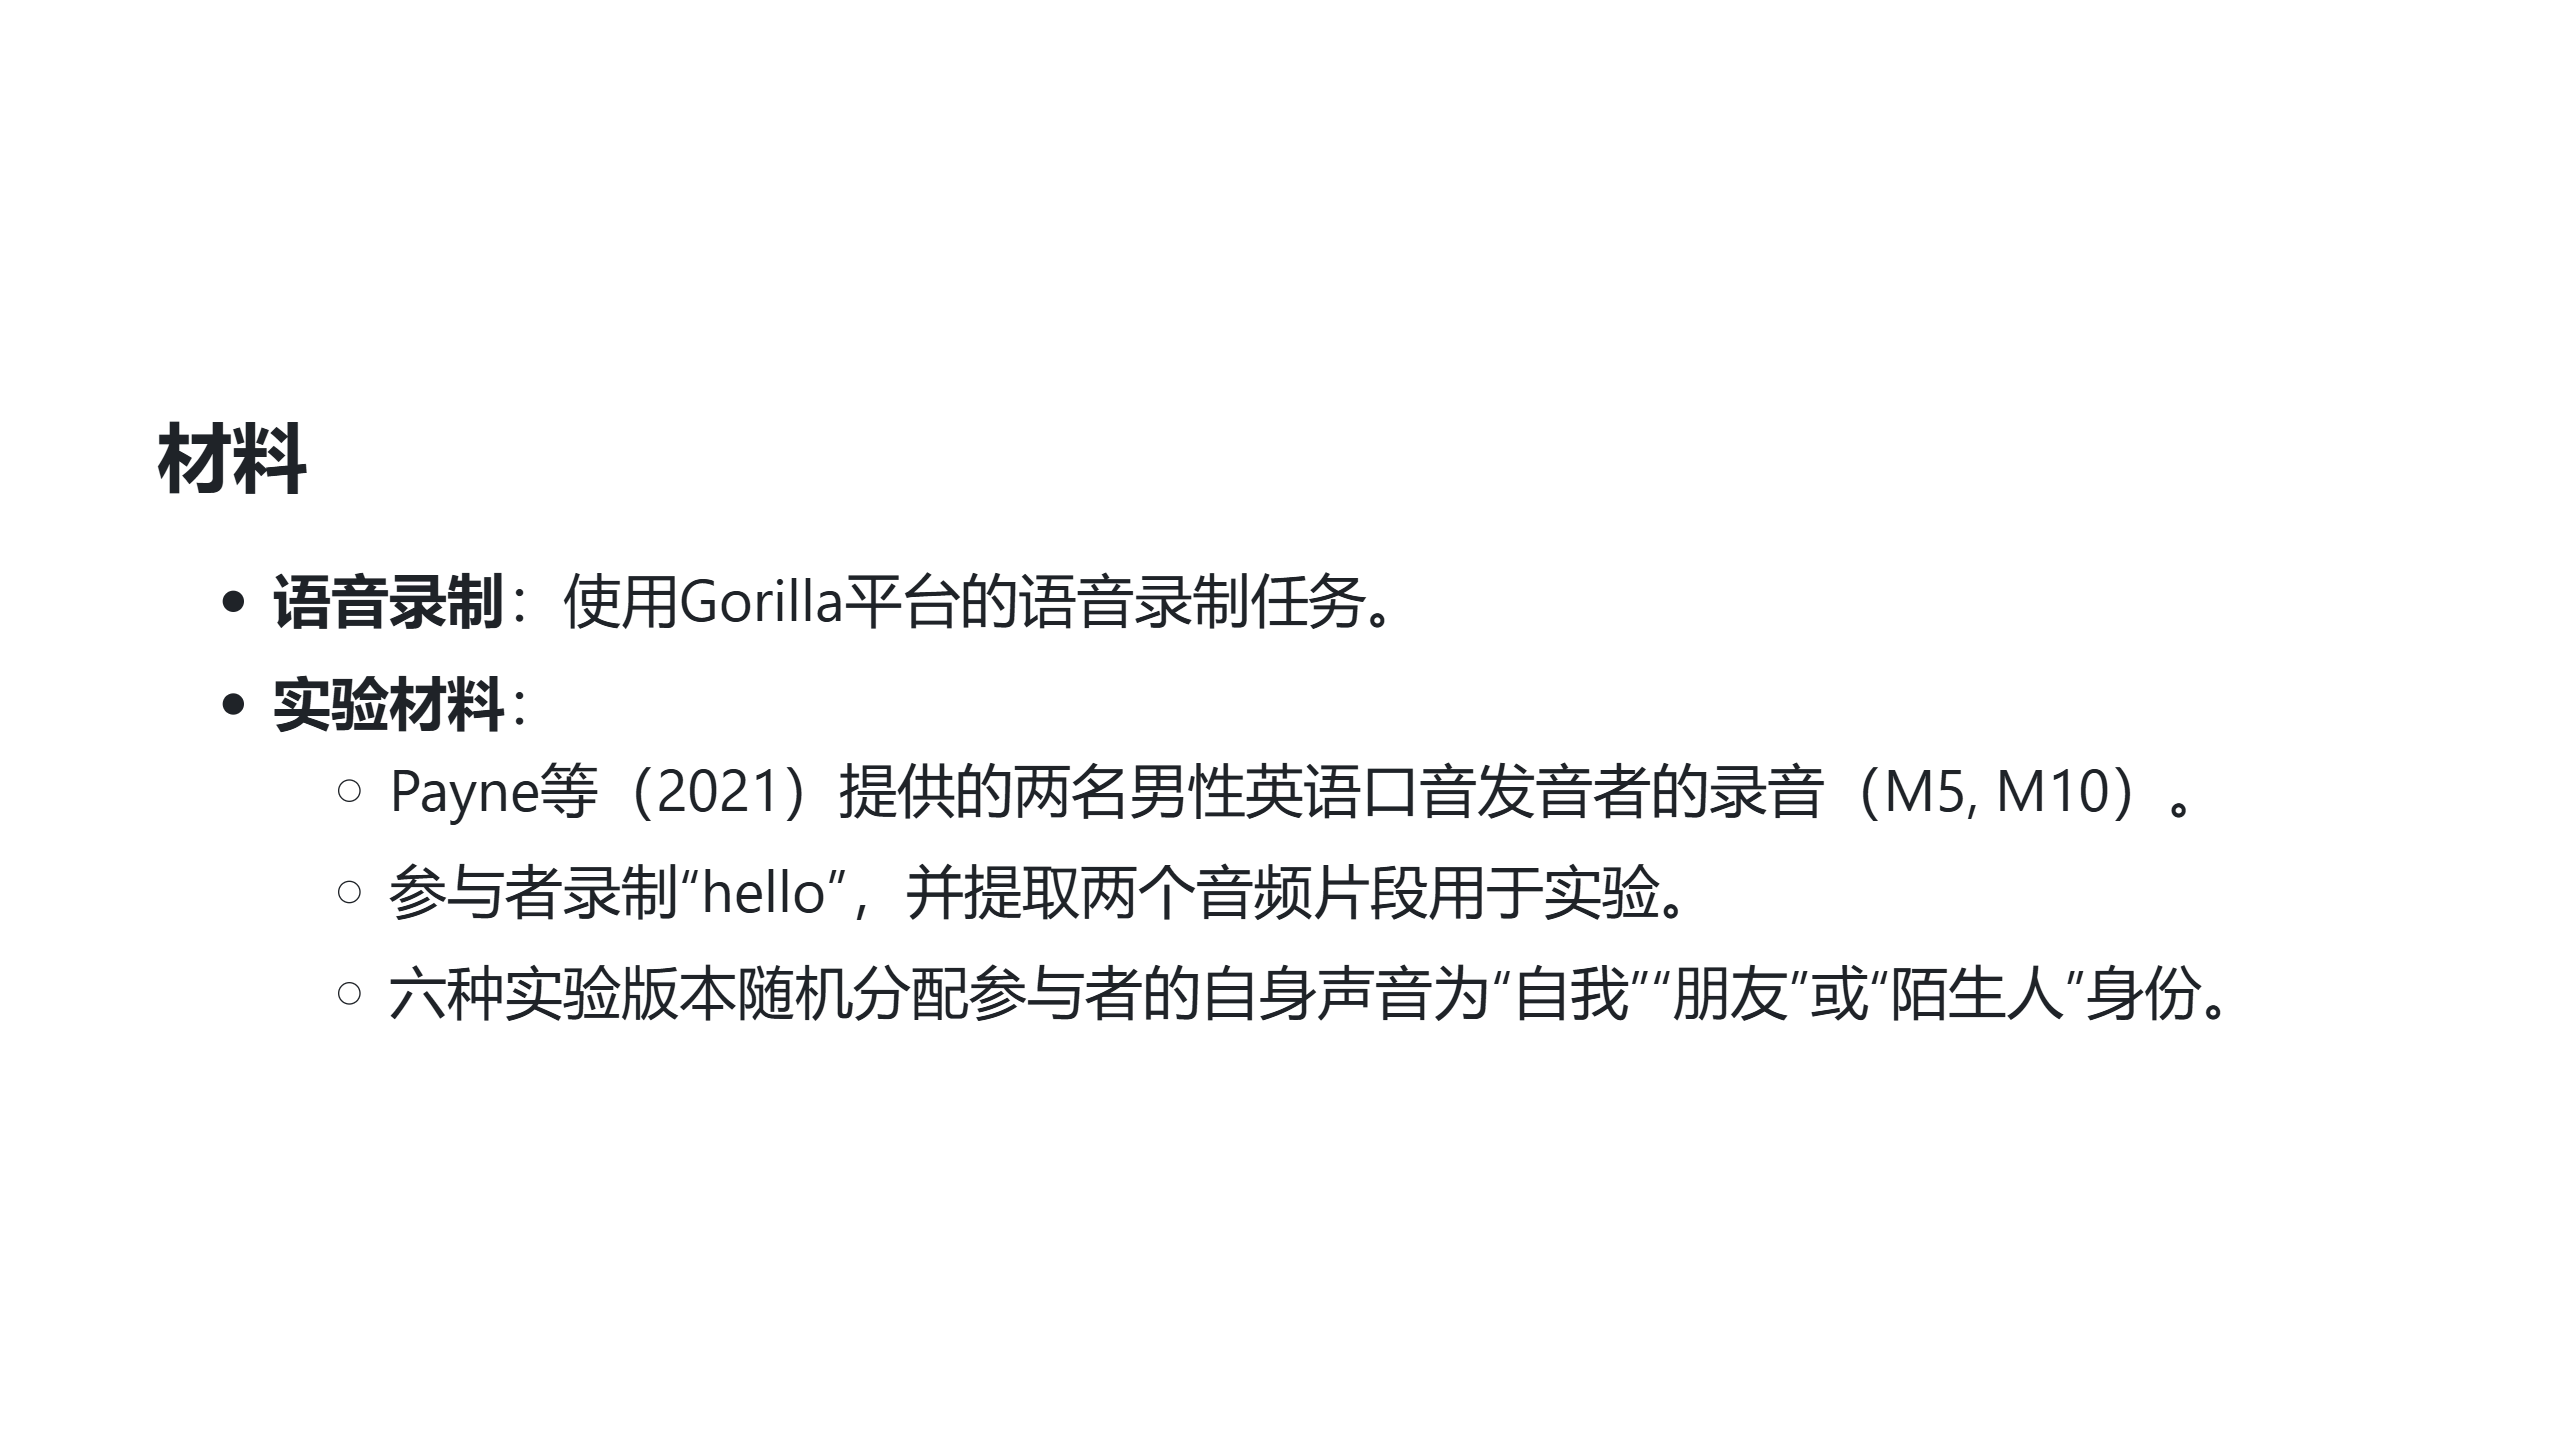 材料
• 语音录制：使用Gorilla平台的语音录制任务。
• 实验材料：
○ Payne等（2021）提供的两名男性英语口音发音者的录音（M5, M10）。
○ 参与者录制“hello”，并提取两个音频片段用于实验。
○ 六种实验版本随机分配参与者的自身声音为“自我”“朋友”或“陌生人”身份。